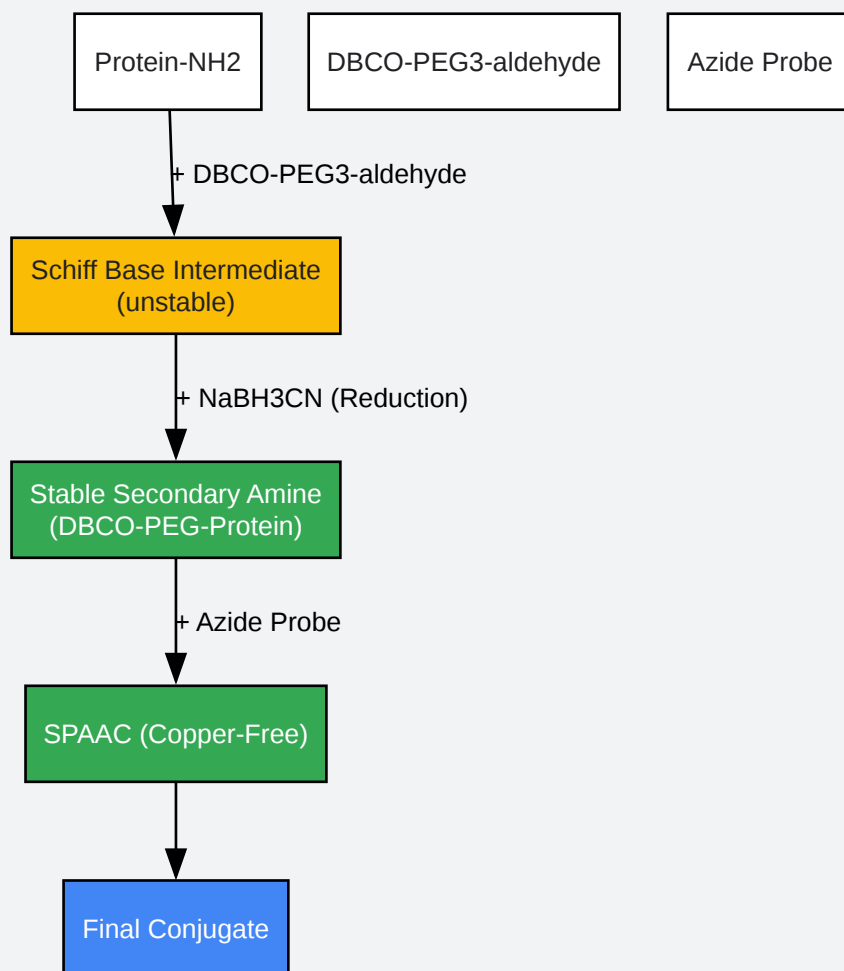 Protein-NH2
DBCO-PEG3-aldehyde
Azide Probe
+ DBCO-PEG3-aldehyde
Schiff Base Intermediate
(unstable)
+ NaBH3CN (Reduction)
Stable Secondary Amine
(DBCO-PEG-Protein)
+ Azide Probe
SPAAC (Copper-Free)
Final Conjugate